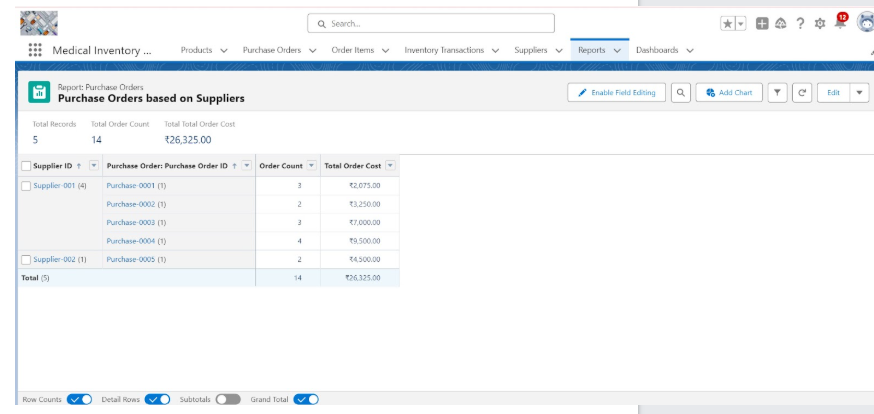 Search...
12
Medical Inventory ... Products Purchase Orders Order Items Inventory Transactions Suppliers Reports Dashboards
Report: Purchase Orders
Purchase Orders based on Suppliers
Enable Field Editing Add Chart Edit
Total Records Total Order Count Total Total Order Cost
5 14 ₹26,325.00
Supplier ID ↑ Purchase Order: Purchase Order ID ↑ Order Count Total Order Cost
Supplier-001 (4) Purchase-0001 (1) 3 ₹2,075.00
Purchase-0002 (1) 2 ₹3,250.00
Purchase-0003 (1) 3 ₹7,000.00
Purchase-0004 (1) 4 ₹9,500.00
Supplier-002 (1) Purchase-0005 (1) 2 ₹4,500.00
Total (5) 14 ₹26,325.00
Row Counts Detail Rows Subtotals Grand Total